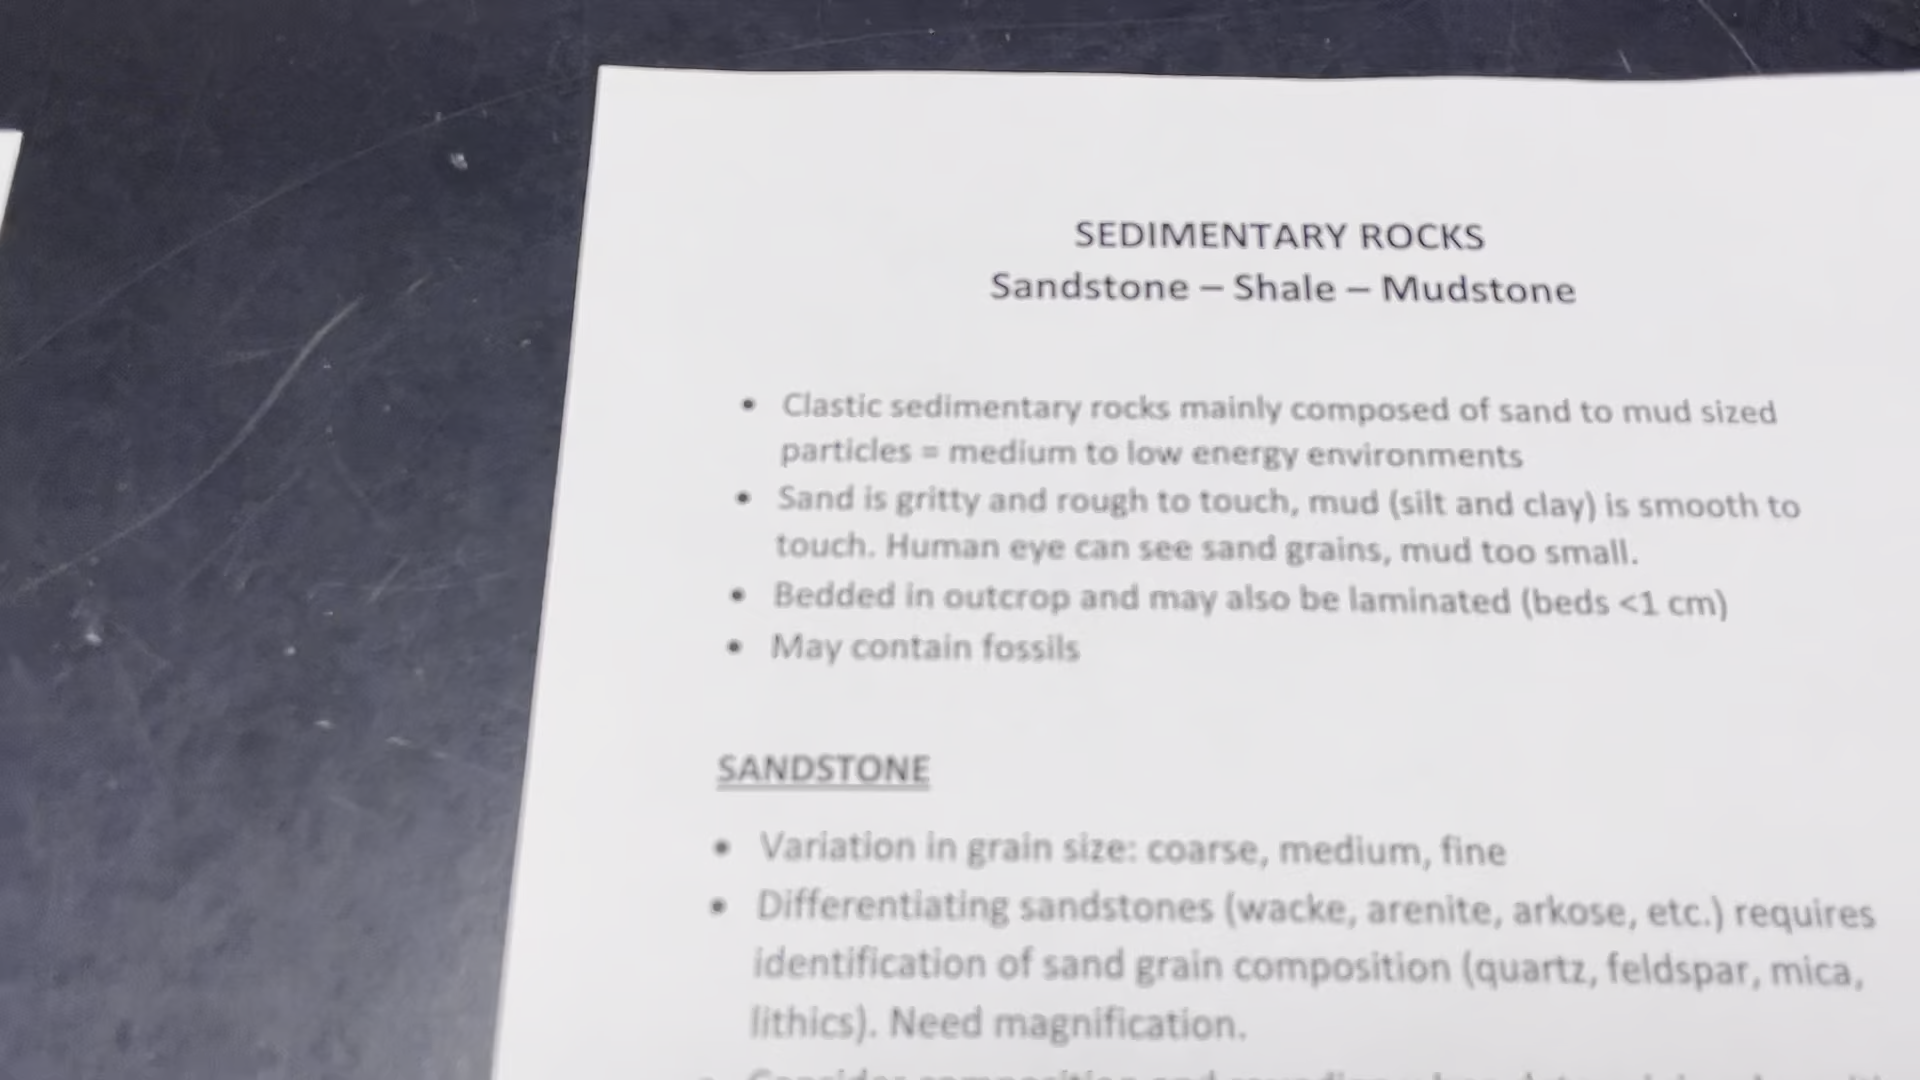 SEDIMENTARY ROCKS
Sandstone – Shale – Mudstone
• Clastic sedimentary rocks mainly composed of sand to mud sized
particles = medium to low energy environments
• Sand is gritty and rough to touch, mud (silt and clay) is smooth to
touch. Human eye can see sand grains, mud too small.
• Bedded in outcrop and may also be laminated (beds <1 cm)
• May contain fossils
SANDSTONE
• Variation in grain size: coarse, medium, fine
• Differentiating sandstones (wacke, arenite, arkose, etc.) requires
identification of sand grain composition (quartz, feldspar, mica,
lithics). Need magnification.